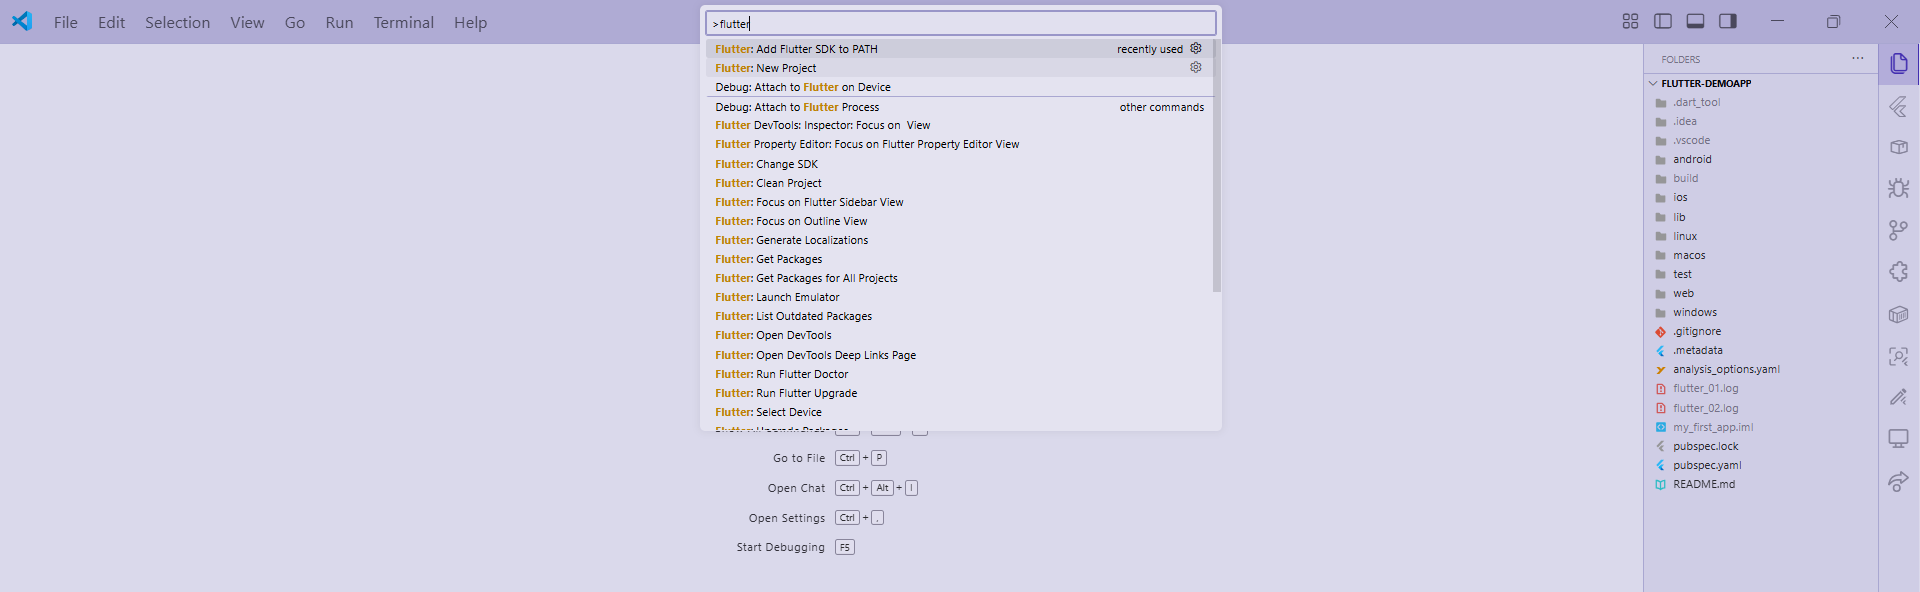 File Edit Selection View Go Run Terminal Help
>flutter
Flutter: Add Flutter SDK to PATH recently used
Flutter: New Project
Debug: Attach to Flutter on Device
Debug: Attach to Flutter Process other commands
Flutter DevTools: Inspector: Focus on  View
Flutter Property Editor: Focus on Flutter Property Editor View
Flutter: Change SDK
Flutter: Clean Project
Flutter: Focus on Flutter Sidebar View
Flutter: Focus on Outline View
Flutter: Generate Localizations
Flutter: Get Packages
Flutter: Get Packages for All Projects
Flutter: Launch Emulator
Flutter: List Outdated Packages
Flutter: Open DevTools
Flutter: Open DevTools Deep Links Page
Flutter: Run Flutter Doctor
Flutter: Run Flutter Upgrade
Flutter: Select Device
Flutter: Upgrade Packages
Go to File Ctrl + P
Open Chat Ctrl + Alt + I
Open Settings Ctrl + ,
Start Debugging F5
FOLDERS ...
FLUTTER-DEMOAPP
.dart_tool
.idea
.vscode
android
build
ios
lib
linux
macos
test
web
windows
.gitignore
.metadata
analysis_options.yaml
flutter_01.log
flutter_02.log
my_first_app.iml
pubspec.lock
pubspec.yaml
README.md